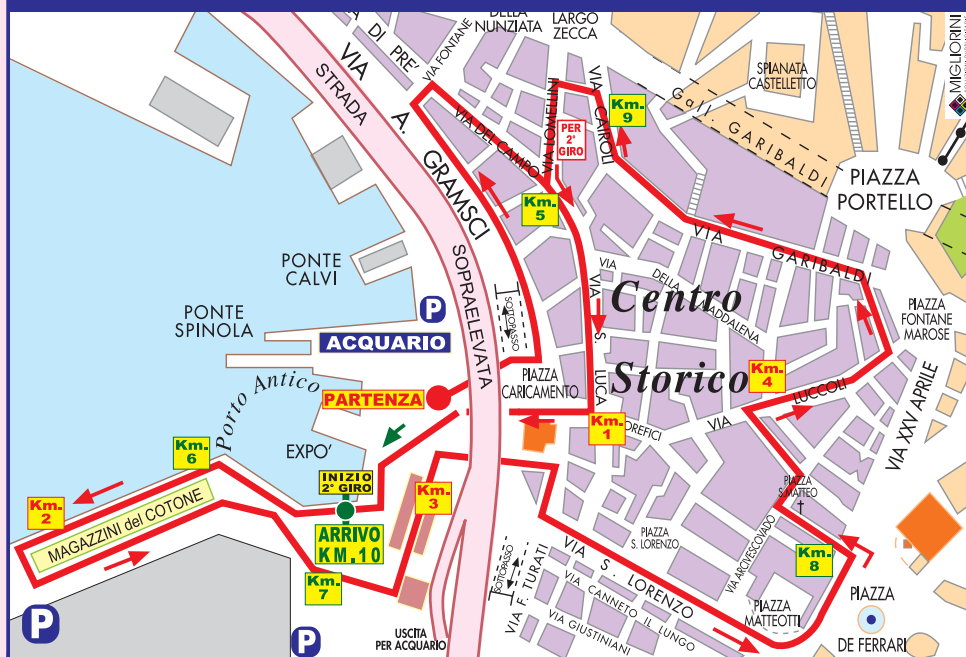 DELLA
NUNZIATA
LARGO
ZECCA
MIGLIORINI
VIA DI PRE'
VIA FONTANE
VIA A. GRAMSCI
STRADA
SOPRAELEVATA
VIA DEL CAMPO
VIA LOMELLINI
PER
2°
GIRO
VIA CAIROLI
Km.
9
SPIANATA
CASTELLETTO
Gall. GARIBALDI
PIAZZA
PORTELLO
Km.
5
VIA GARIBALDI
PONTE
CALVI
PONTE
SPINOLA
P
ACQUARIO
SOTTOPASSO
VIA DELLA MADDALENA
Centro
Storico
VIA S. LUCA
PIAZZA
FONTANE
MAROSE
PIAZZA
CARICAMENTO
PARTENZA
Porto Antico
Km.
4
VIA LUCCOLI
VIA XXV APRILE
Km.
1
OREFICI
EXPO'
Km.
6
INIZIO
2° GIRO
Km.
3
Km.
2
MAGAZZINI del COTONE
ARRIVO
KM.10
PIAZZA
S.MATTEO
PIAZZA
S. LORENZO
VIA ARCIVESCOVADO
Km.
8
Km.
7
SOTTOPASSO
VIA F. TURATI
VIA S. LORENZO
VIA CANNETO IL LUNGO
VIA GIUSTINIANI
PIAZZA
MATTEOTTI
PIAZZA
DE FERRARI
P
P
USCITA
PER ACQUARIO